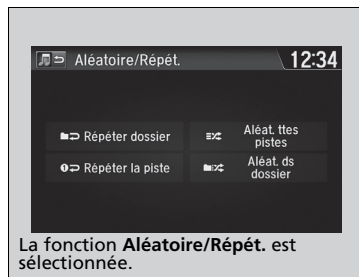 Aléatoire/Répét.
12:34
Répéter dossier
Aléat. ttes
pistes
Répéter la piste
Aléat. ds
dossier
La fonction Aléatoire/Répét. est
sélectionnée.